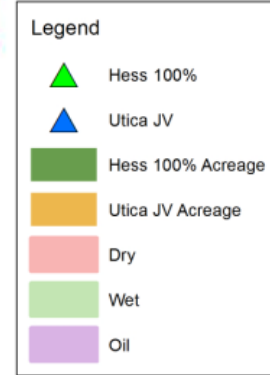 Legend
Hess 100%
Utica JV
Hess 100% Acreage
Utica JV Acreage
Dry
Wet
Oil